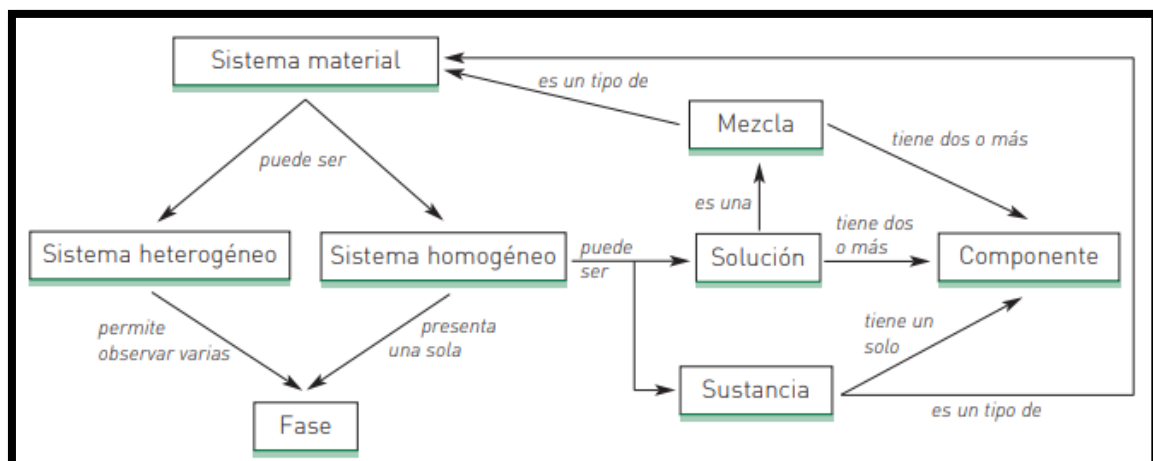 Sistema material
es un tipo de
Mezcla
tiene dos o más
puede ser
es una
Sistema heterogéneo
Sistema homogéneo
puede
ser
Solución
tiene dos
o más
Componente
permite
observar varias
presenta
una sola
tiene un
solo
Sustancia
es un tipo de
Fase